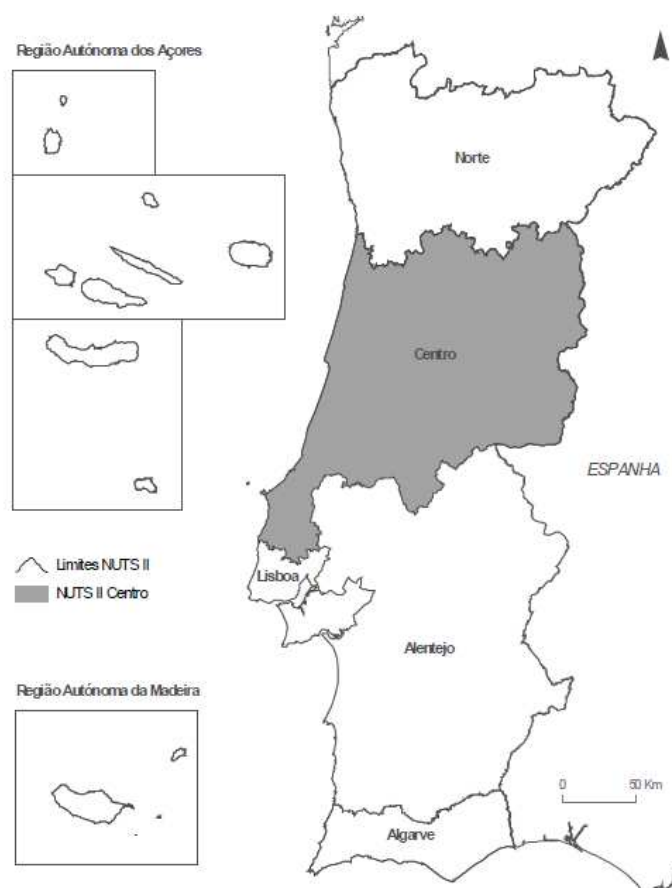 Região Autónoma dos Açores
Norte
Centro
ESPANHA
Limites NUTS II
NUTS II Centro
Lisboa
Alentejo
Região Autónoma da Madeira
0 50 Km
Algarve